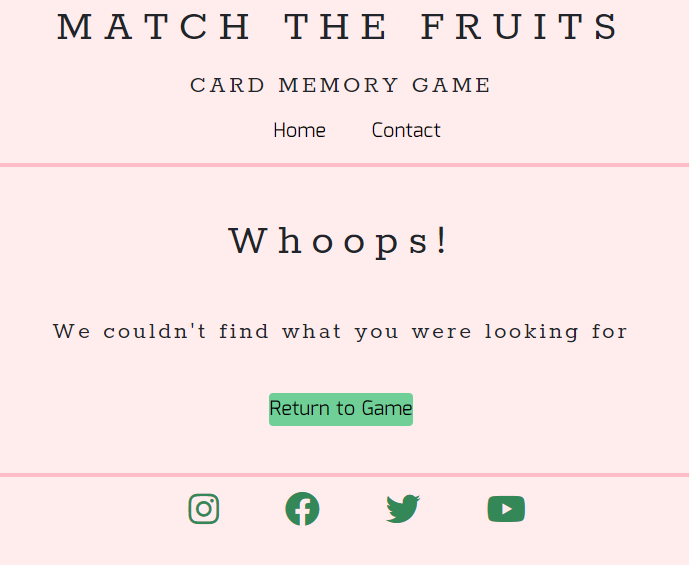 MATCH THE FRUITS
CARD MEMORY GAME
Home Contact
Whoops!
We couldn't find what you were looking for
Return to Game